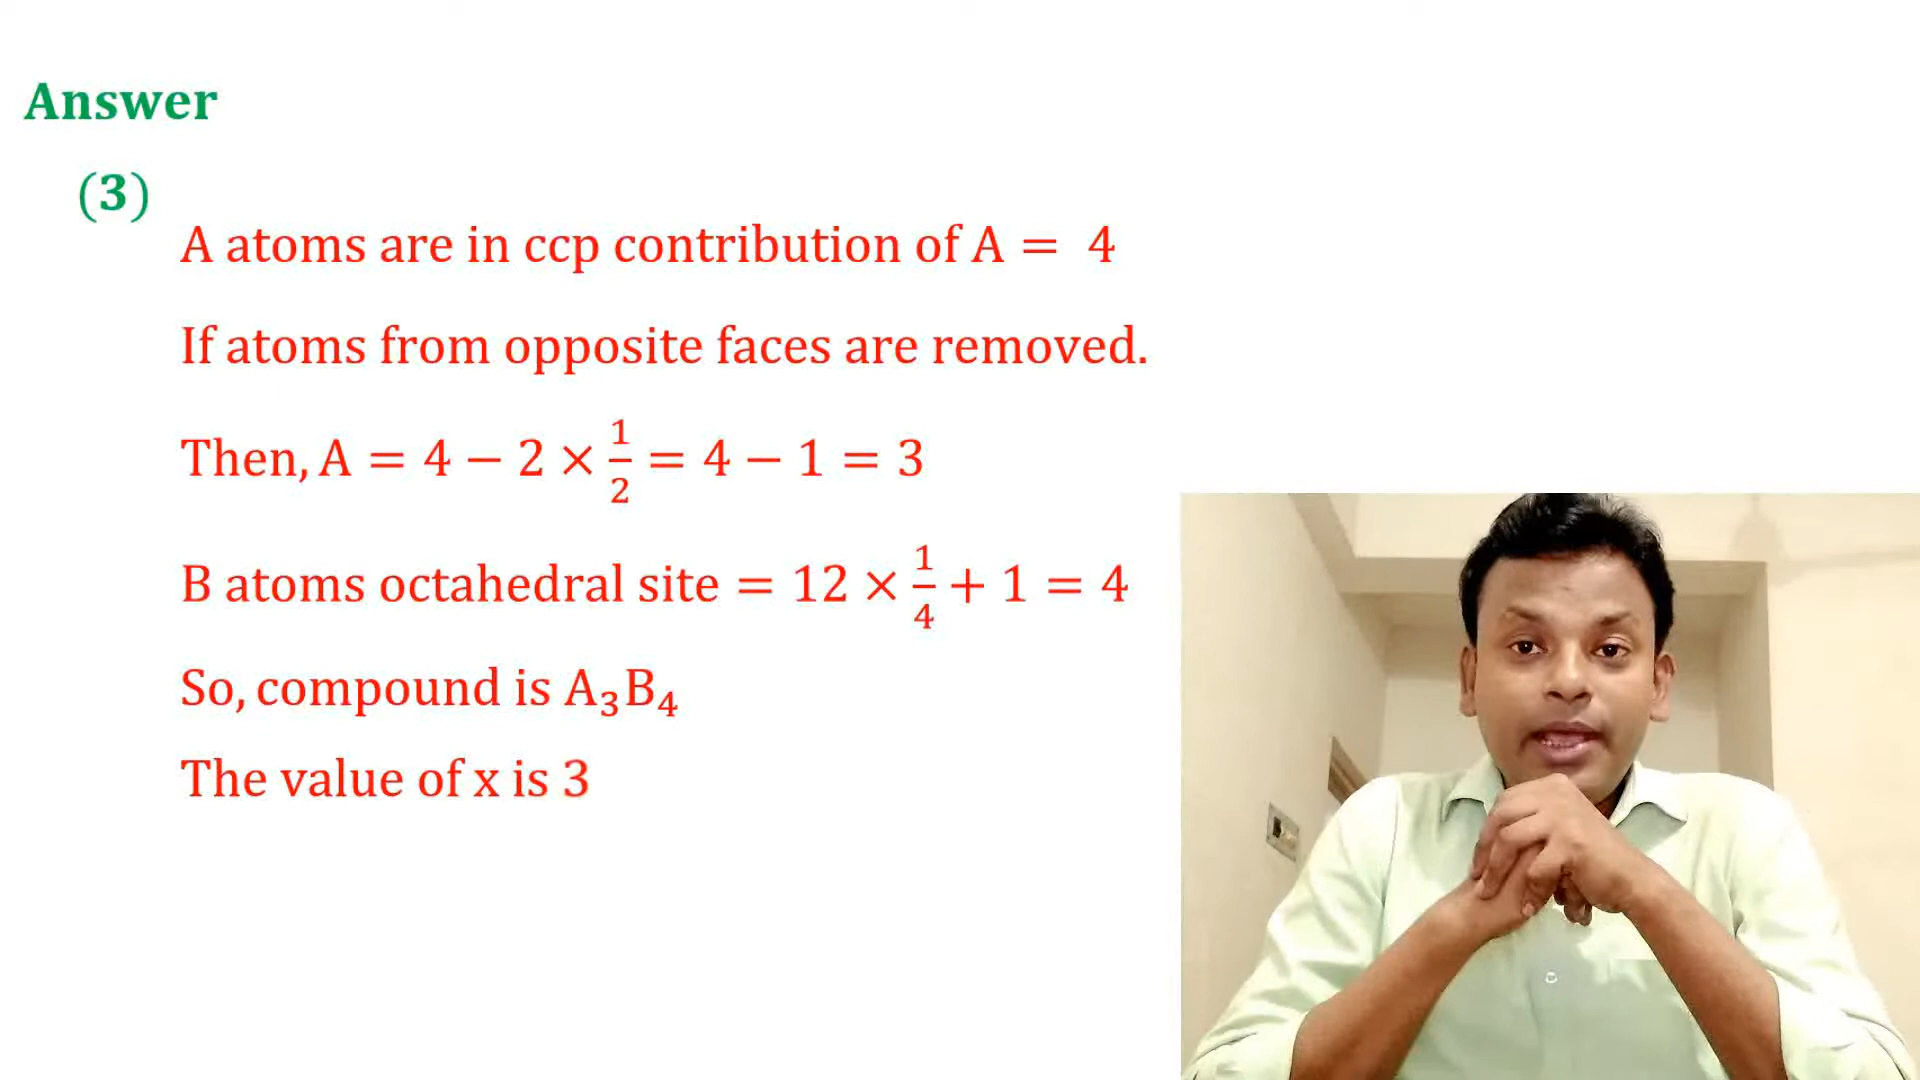 Answer
(3)
A atoms are in ccp contribution of A = 4
If atoms from opposite faces are removed.
Then, A = 4 − 2 × 1/2 = 4 − 1 = 3
B atoms octahedral site = 12 × 1/4 + 1 = 4
So, compound is A₃B₄
The value of x is 3